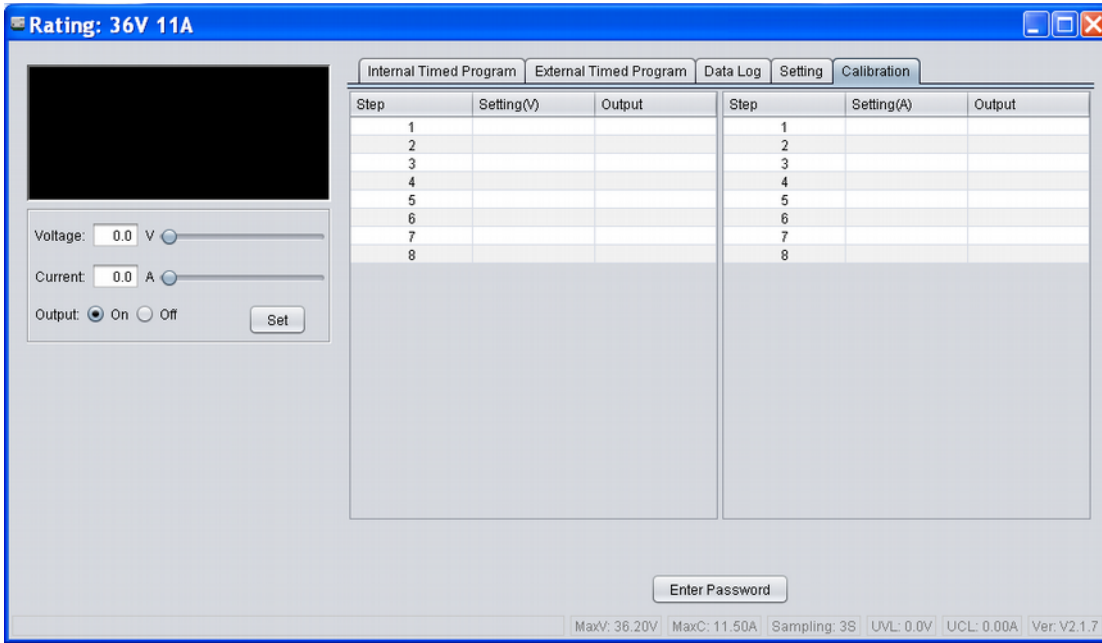 Rating: 36V 11A
Internal Timed Program External Timed Program Data Log Setting Calibration
Step Setting(V) Output Step Setting(A) Output
1 1
2 2
3 3
4 4
5 5
6 6
7 7
8 8
Voltage: 0.0 V
Current: 0.0 A
Output: On Off Set
Enter Password
MaxV: 36.20V MaxC: 11.50A Sampling: 3S UVL: 0.0V UCL: 0.00A Ver: V2.1.7